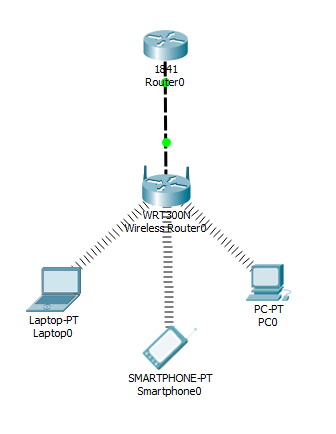 1841
Router0
WRT300N
Wireless Router0
Laptop-PT
Laptop0
PC-PT
PC0
SMARTPHONE-PT
Smartphone0